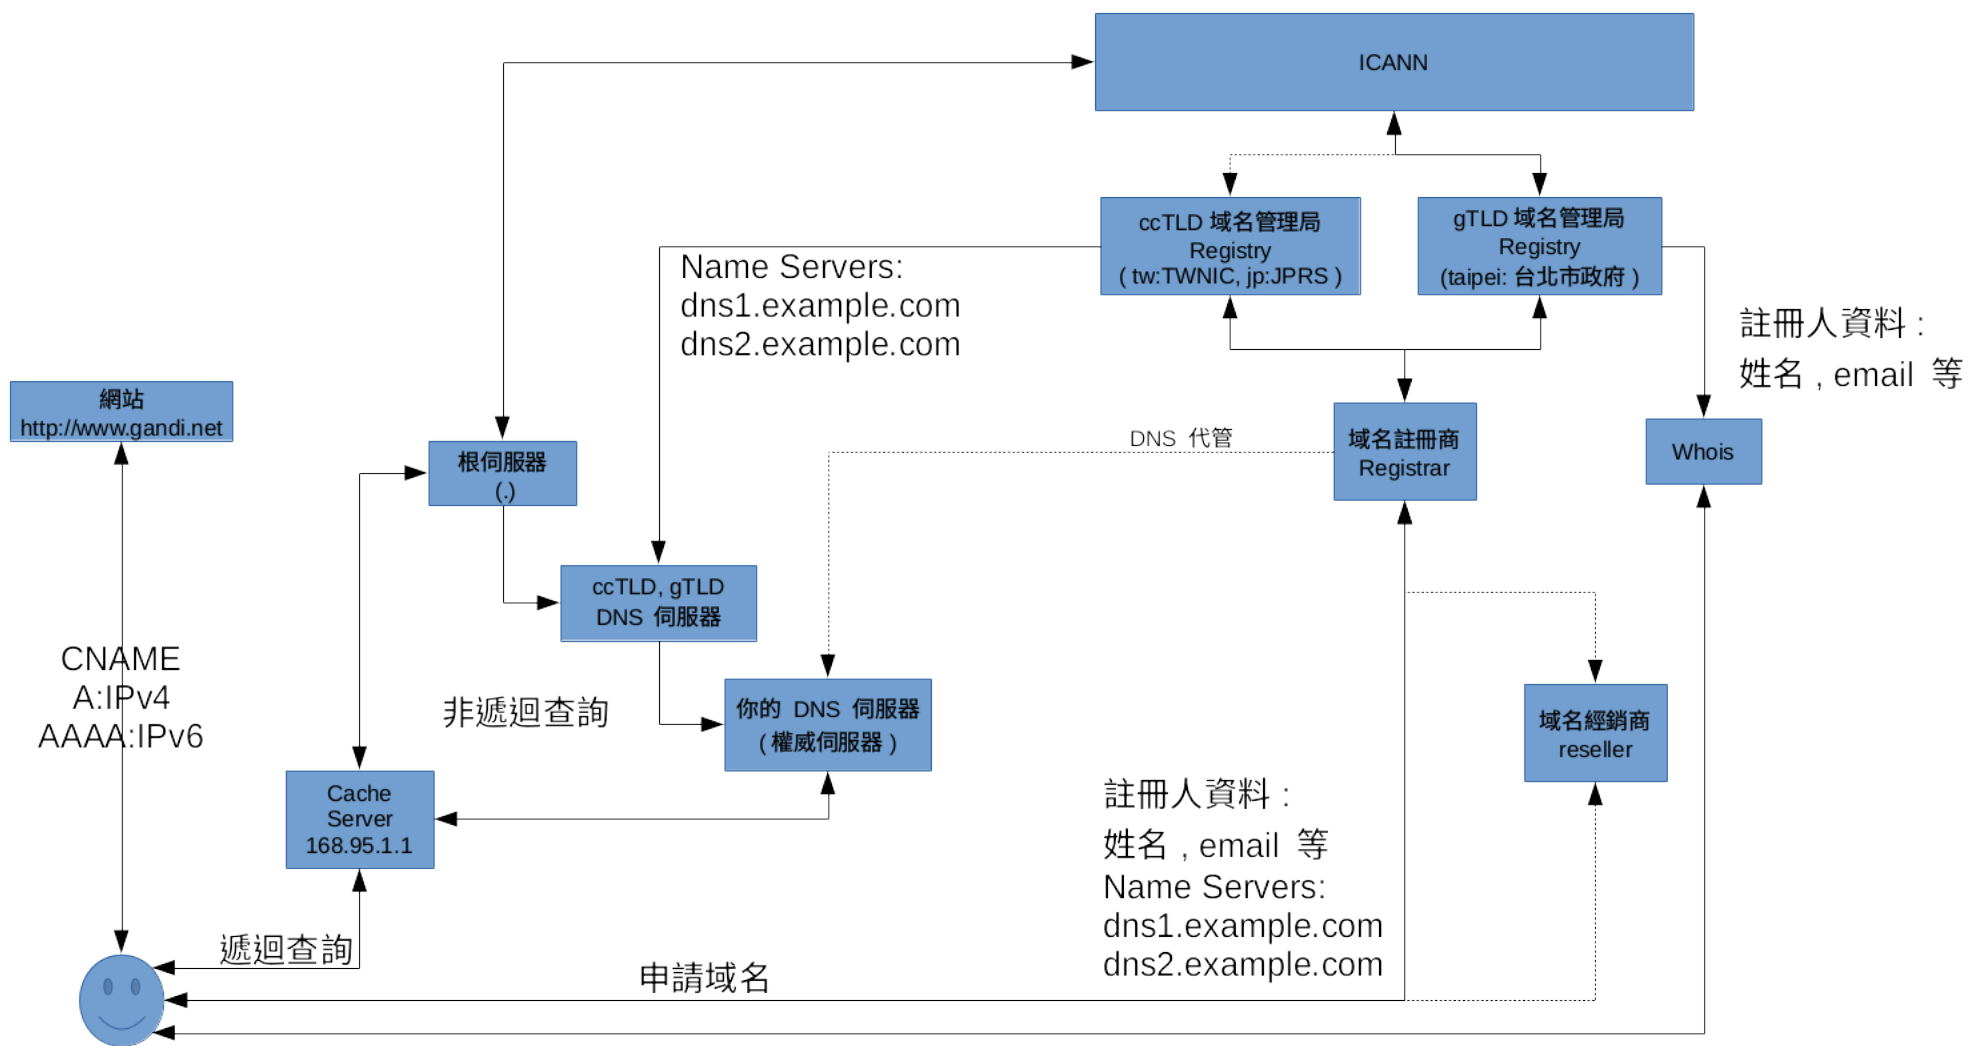 ICANN
ccTLD 域名管理局
Registry
( tw:TWNIC, jp:JPRS )
gTLD 域名管理局
Registry
(taipei: 台北市政府 )
Name Servers:
dns1.example.com
dns2.example.com
註冊人資料 :
姓名 , email 等
網站
http://www.gandi.net
根伺服器
(.)
DNS 代管
域名註冊商
Registrar
Whois
ccTLD, gTLD
DNS 伺服器
CNAME
A:IPv4
AAAA:IPv6
非遞迴查詢
你的 DNS 伺服器
( 權威伺服器 )
域名經銷商
reseller
Cache
Server
168.95.1.1
註冊人資料 :
姓名 , email 等
Name Servers:
dns1.example.com
dns2.example.com
遞迴查詢
申請域名